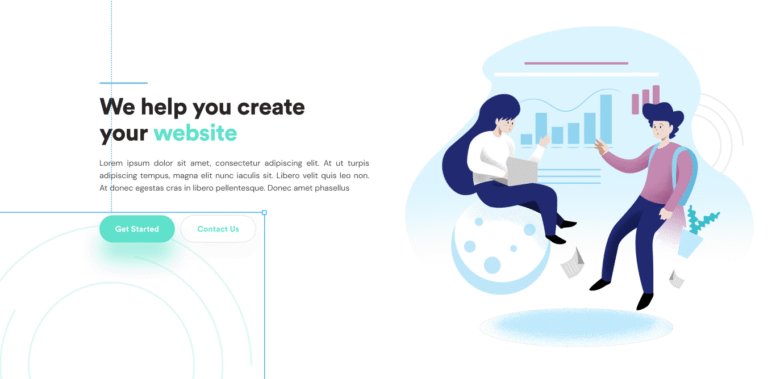 We help you create
your website
Lorem ipsum dolor sit amet, consectetur adipiscing elit. At ut turpis
adipiscing tempus, magna elit nunc iaculis sit. Libero velit quis leo non.
At donec egestas cras in libero pellentesque. Donec amet phasellus
Get Started
Contact Us